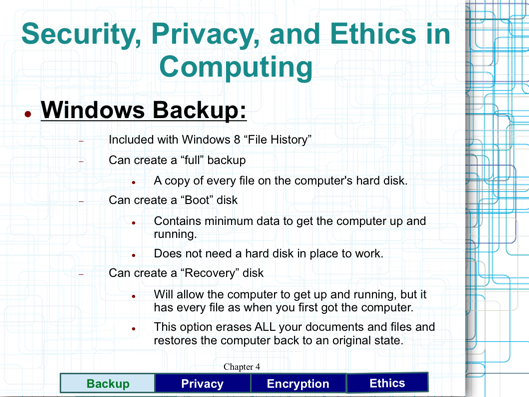 Security, Privacy, and Ethics in
Computing
● Windows Backup:
– Included with Windows 8 “File History”
– Can create a “full” backup
● A copy of every file on the computer's hard disk.
– Can create a “Boot” disk
● Contains minimum data to get the computer up and
running.
● Does not need a hard disk in place to work.
– Can create a “Recovery” disk
● Will allow the computer to get up and running, but it
has every file as when you first got the computer.
● This option erases ALL your documents and files and
restores the computer back to an original state.
Chapter 4
Backup Privacy Encryption Ethics